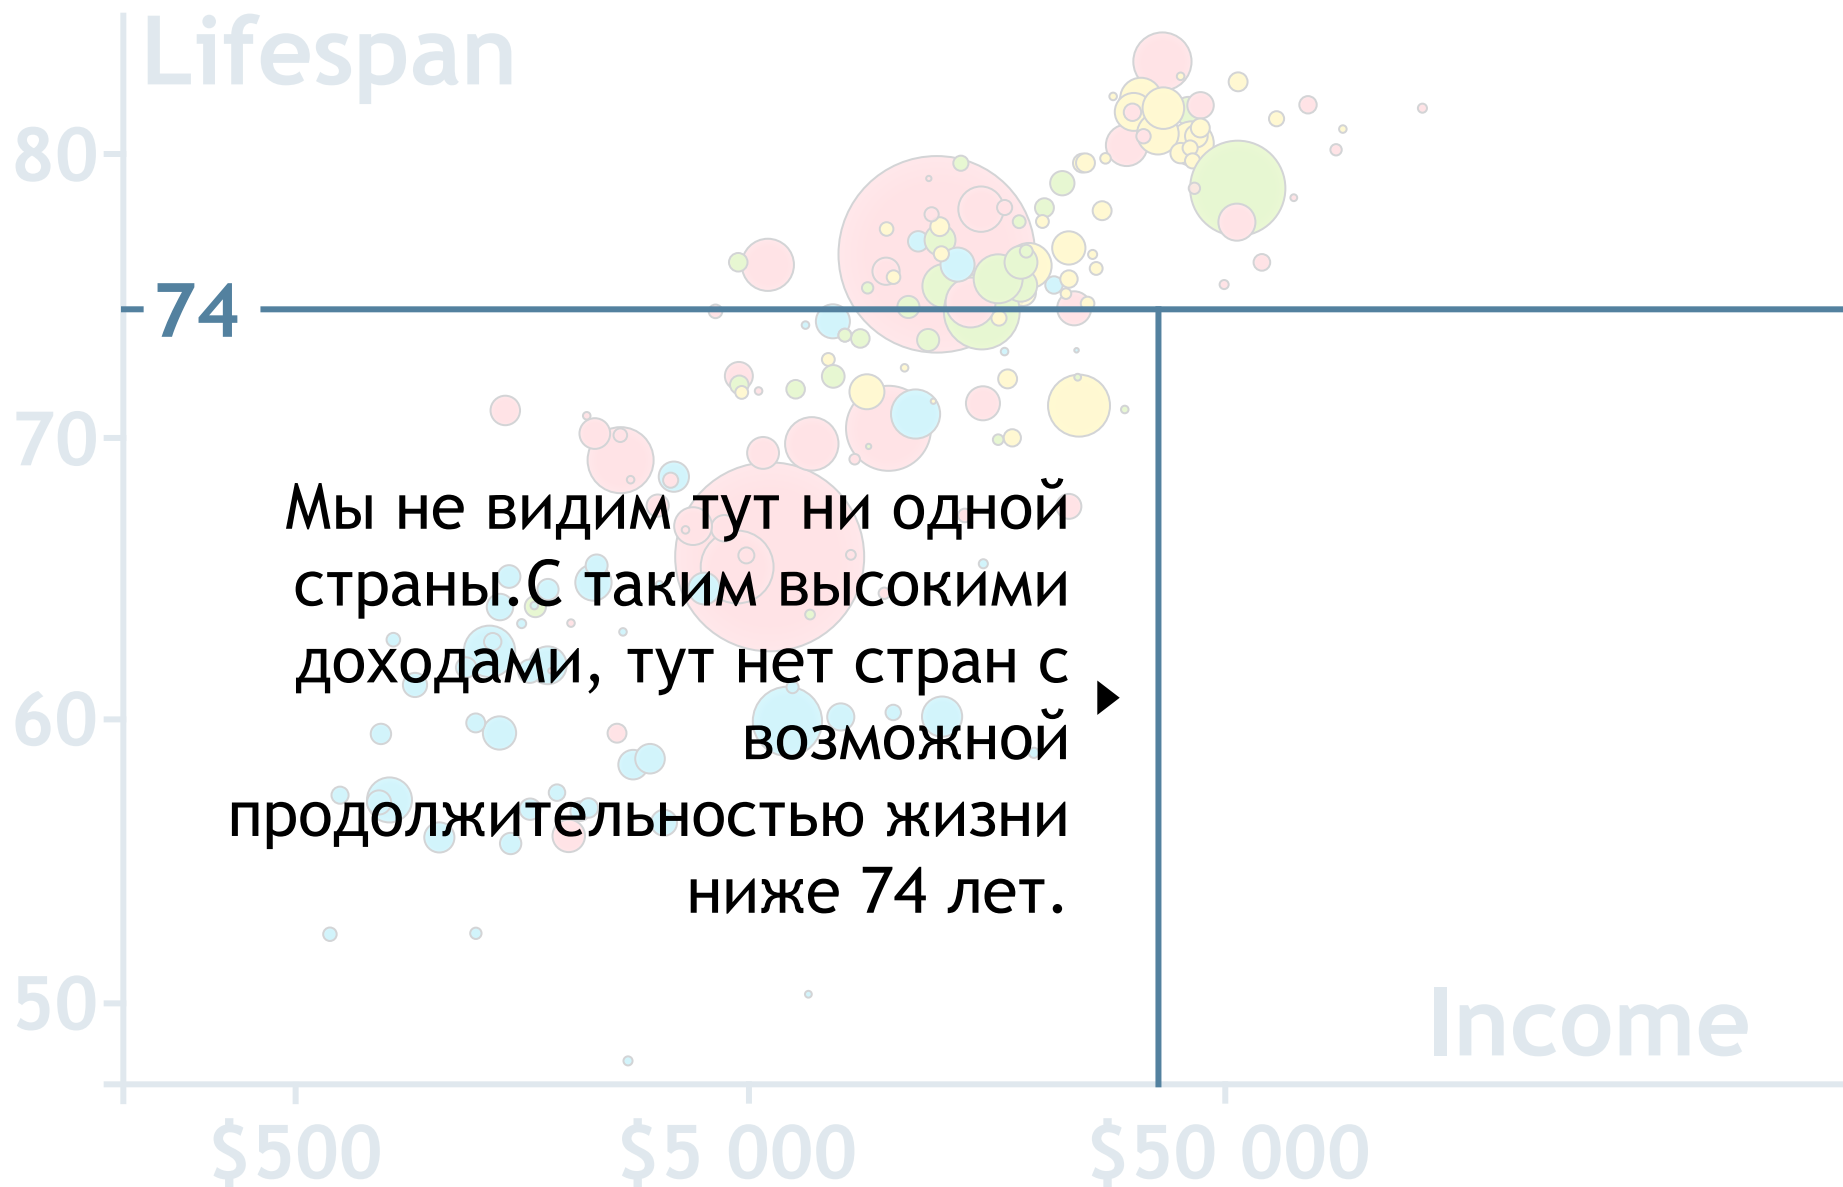 Lifespan
80
74
70
Мы не видим тут ни одной
страны.С таким высокими
доходами, тут нет стран с
возможной
продолжительностью жизни
ниже 74 лет.
60
50
Income
$500
$5 000
$50 000